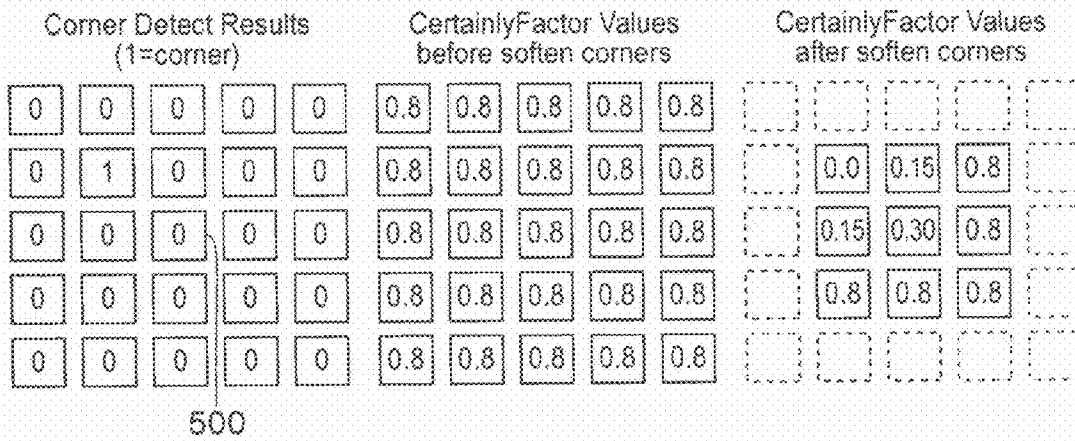 Corner Detect Results
(1=corner)
CertainlyFactor Values
before soften corners
CertainlyFactor Values
after soften corners
0 0 0 0 0 0.8 0.8 0.8 0.8 0.8
0 1 0 0 0 0.8 0.8 0.8 0.8 0.8 0.0 0.15 0.8
0 0 0 0 0 0.8 0.8 0.8 0.8 0.8 0.15 0.30 0.8
0 0 0 0 0 0.8 0.8 0.8 0.8 0.8 0.8 0.8 0.8
0 0 0 0 0 0.8 0.8 0.8 0.8 0.8
500